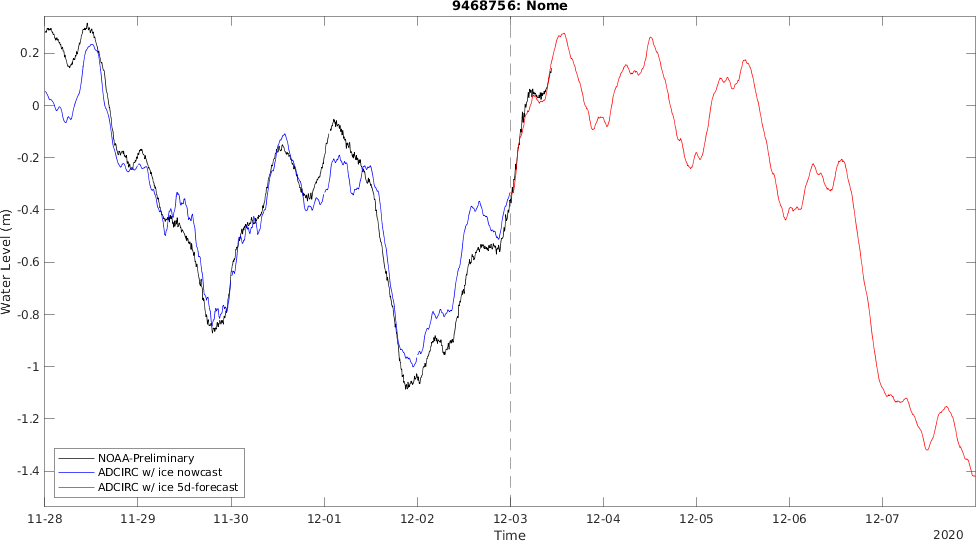 9468756: Nome
Water Level (m)
0.2
0
-0.2
-0.4
-0.6
-0.8
-1
-1.2
-1.4
NOAA-Preliminary
ADCIRC w/ ice nowcast
ADCIRC w/ ice 5d-forecast
11-28 11-29 11-30 12-01 12-02 12-03 12-04 12-05 12-06 12-07
Time
2020